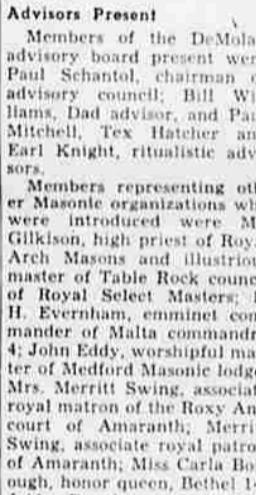 Advisors Present
Members of the DeMola
advisory board present wer
Paul Schantol, chairman
advisory council; Bill Wi
liams, Dad advisor, and Pau
Mitchell, Tex Hatcher an
Earl Knight, ritualistic adv
sors.
Members representing oth
er Masonic organizations wh
were introduced were M
Gilkison, high priest of Roy
Arch Masons and illustriou
master of Table Rock counc
of Royal Select Masters;
H. Evernham, emminet com
mander of Malta commandr
4; John Eddy, worshipful ma
ter of Medford Masonic lodg
Mrs. Merritt Swing, associat
royal matron of the Roxy An
court of Amaranth; Merri
Swing, associate royal patro
of Amaranth; Miss Carla Bo
ough, honor queen, Bethel 1